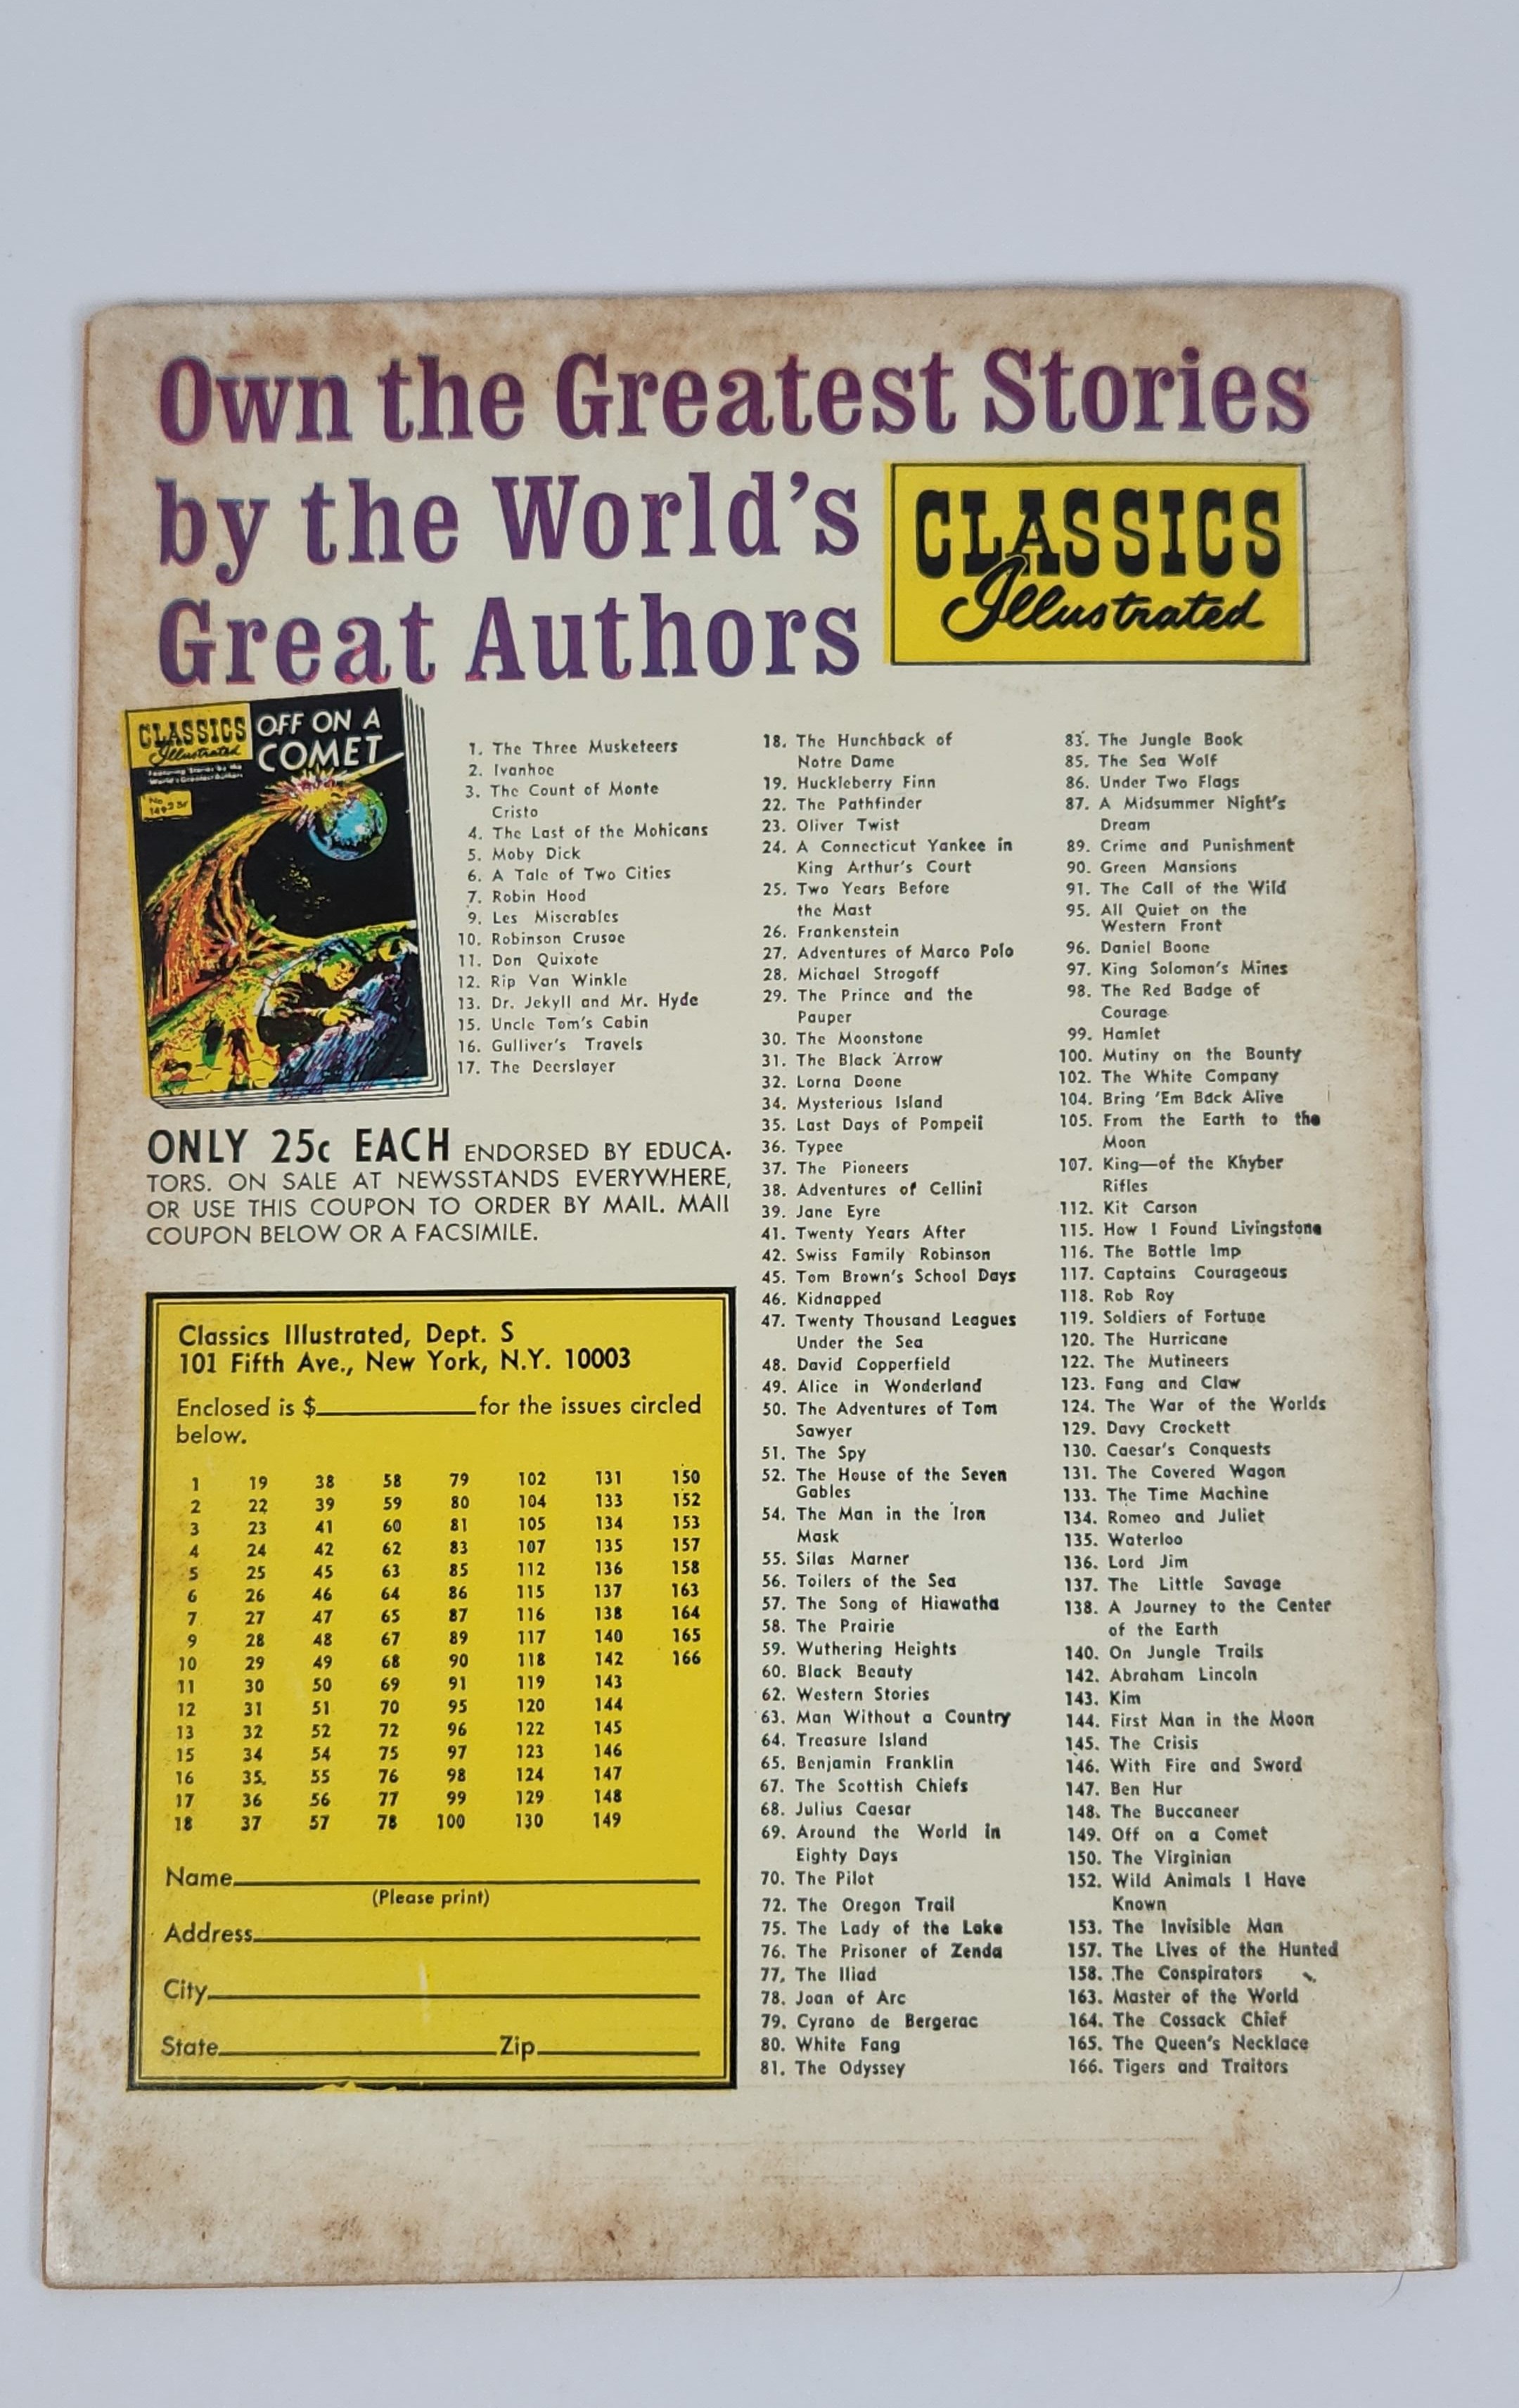 Own the Greatest Stories
by the World's
Great Authors
CLASSICS
Illustrated
CLASSICS
Illustrated
Featuring Stories by the
World's Greatest Authors
OFF ON A
COMET
No.
1. The Three Musketeers
2. Ivanhoe
3. The Count of Monte
Cristo
4. The Last of the Mohicans
5. Moby Dick
6. A Tale of Two Cities
7. Robin Hood
9. Les Miserables
10. Robinson Crusoe
11. Don Quixote
12. Rip Van Winkle
13. Dr. Jekyll and Mr. Hyde
15. Uncle Tom's Cabin
16. Gulliver's Travels
17. The Deerslayer
ONLY 25c EACH ENDORSED BY EDUCA-
TORS. ON SALE AT NEWSSTANDS EVERYWHERE,
OR USE THIS COUPON TO ORDER BY MAIL. MAIL
COUPON BELOW OR A FACSIMILE.
Classics Illustrated, Dept. S
101 Fifth Ave., New York, N.Y. 10003
Enclosed is $ for the issues circled
below.
1 19 38 58 79 102 131 150
2 22 39 59 80 104 133 152
3 23 41 60 81 105 134 153
4 24 42 62 83 107 135 157
5 25 45 63 85 112 136 158
6 26 46 64 86 115 137 163
7 27 47 65 87 116 138 164
9 28 48 67 89 117 140 165
10 29 49 68 90 118 142 166
11 30 50 69 91 119 143
12 31 51 70 95 120 144
13 32 52 72 96 122 145
15 34 54 75 97 123 146
16 35 55 76 98 124 147
17 36 56 77 99 129 148
18 37 57 78 100 130 149
Name
(Please print)
Address
City
State Zip
18. The Hunchback of
Notre Dame
19. Huckleberry Finn
22. The Pathfinder
23. Oliver Twist
24. A Connecticut Yankee in
King Arthur's Court
25. Two Years Before
the Mast
26. Frankenstein
27. Adventures of Marco Polo
28. Michael Strogoff
29. The Prince and the
Pauper
30. The Moonstone
31. The Black Arrow
32. Lorna Doone
34. Mysterious Island
35. Last Days of Pompeii
36. Typee
37. The Pioneers
38. Adventures of Cellini
39. Jane Eyre
41. Twenty Years After
42. Swiss Family Robinson
45. Tom Brown's School Days
46. Kidnapped
47. Twenty Thousand Leagues
Under the Sea
48. David Copperfield
49. Alice in Wonderland
50. The Adventures of Tom
Sawyer
51. The Spy
52. The House of the Seven
Gables
54. The Man in the Iron
Mask
55. Silas Marner
56. Toilers of the Sea
57. The Song of Hiawatha
58. The Prairie
59. Wuthering Heights
60. Black Beauty
62. Western Stories
63. Man Without a Country
64. Treasure Island
65. Benjamin Franklin
67. The Scottish Chiefs
68. Julius Caesar
69. Around the World in
Eighty Days
70. The Pilot
72. The Oregon Trail
75. The Lady of the Lake
76. The Prisoner of Zenda
77. The Iliad
78. Joan of Arc
79. Cyrano de Bergerac
80. White Fang
81. The Odyssey
83. The Jungle Book
85. The Sea Wolf
86. Under Two Flags
87. A Midsummer Night's
Dream
89. Crime and Punishment
90. Green Mansions
91. The Call of the Wild
95. All Quiet on the
Western Front
96. Daniel Boone
97. King Solomon's Mines
98. The Red Badge of
Courage
99. Hamlet
100. Mutiny on the Bounty
102. The White Company
104. Bring 'Em Back Alive
105. From the Earth to the
Moon
107. King—of the Khyber
Rifles
112. Kit Carson
115. How I Found Livingstone
116. The Bottle Imp
117. Captains Courageous
118. Rob Roy
119. Soldiers of Fortune
120. The Hurricane
122. The Mutineers
123. Fang and Claw
124. The War of the Worlds
129. Davy Crockett
130. Caesar's Conquests
131. The Covered Wagon
133. The Time Machine
134. Romeo and Juliet
135. Waterloo
136. Lord Jim
137. The Little Savage
138. A Journey to the Center
of the Earth
140. On Jungle Trails
142. Abraham Lincoln
143. Kim
144. First Man in the Moon
145. The Crisis
146. With Fire and Sword
147. Ben Hur
148. The Buccaneer
149. Off on a Comet
150. The Virginian
152. Wild Animals I Have
Known
153. The Invisible Man
157. The Lives of the Hunted
158. The Conspirators
163. Master of the World
164. The Cossack Chief
165. The Queen's Necklace
166. Tigers and Traitors